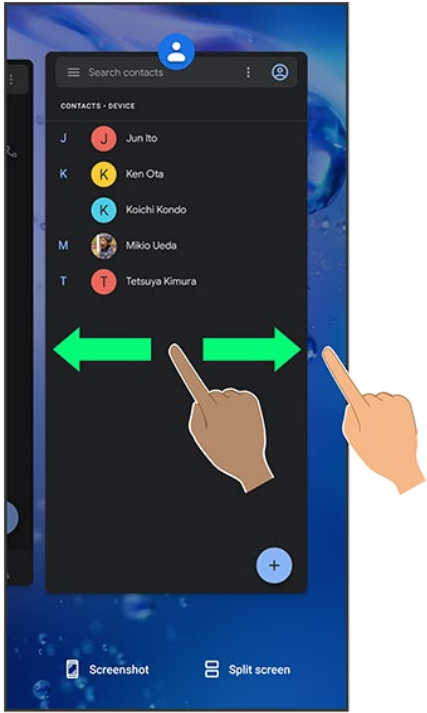 Search contacts
CONTACTS • DEVICE
J J Jun Ito
K K Ken Ota
K Koichi Kondo
M Mikio Ueda
T T Tetsuya Kimura
Screenshot Split screen